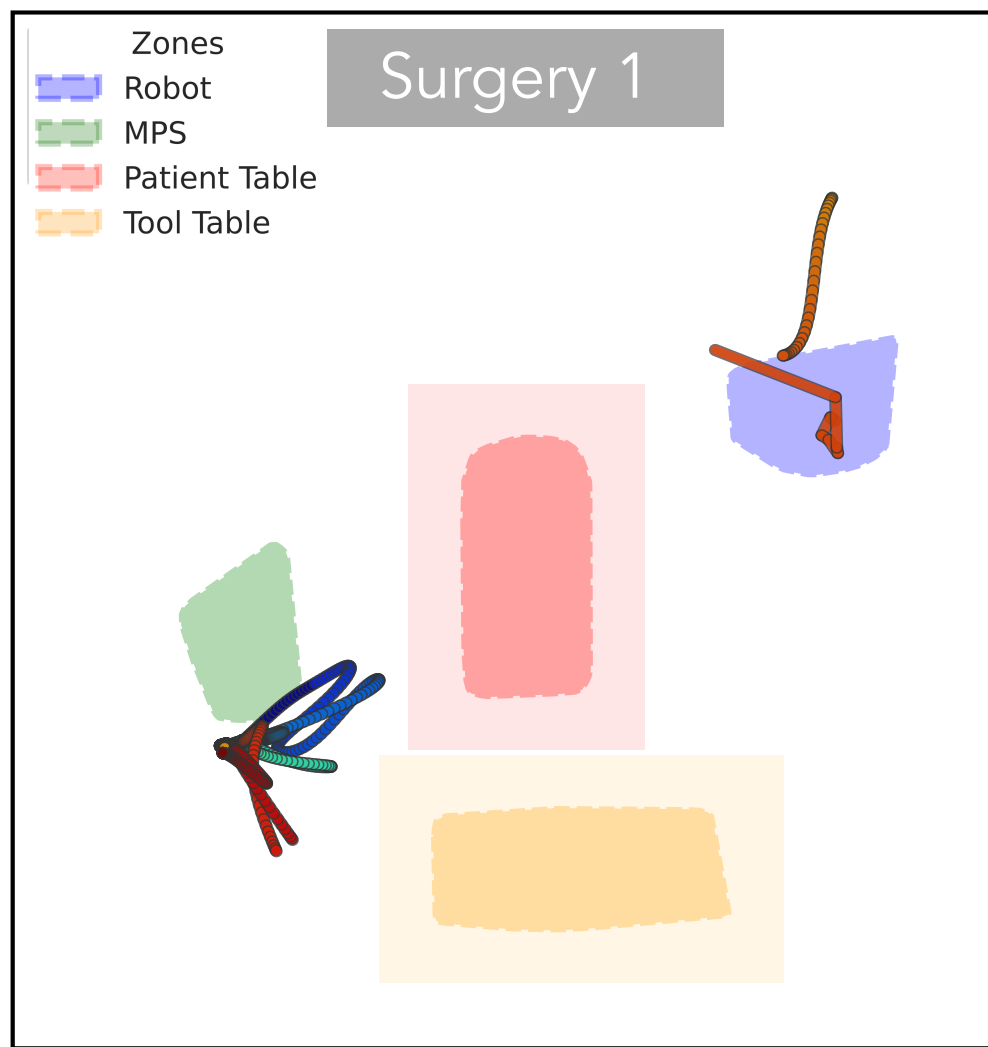 Zones
Robot
MPS
Patient Table
Tool Table
Surgery 1